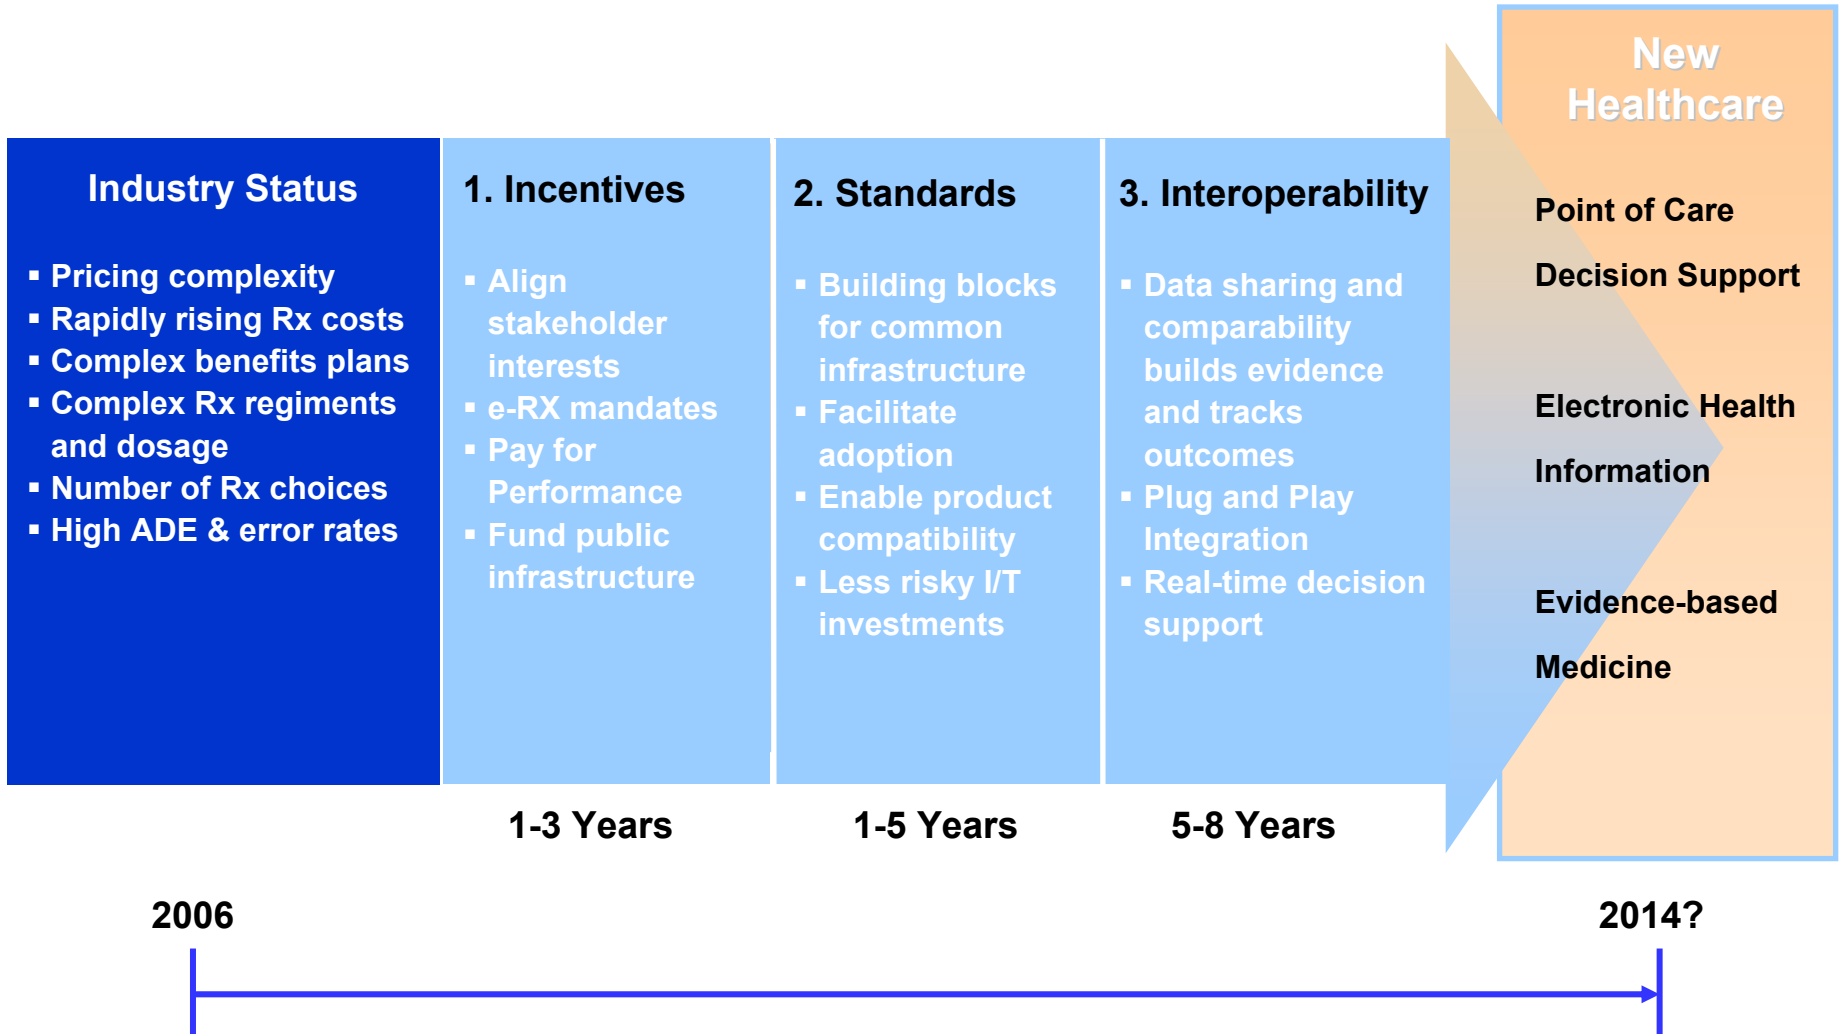 New
Healthcare
Industry Status
▪ Pricing complexity
▪ Rapidly rising Rx costs
▪ Complex benefits plans
▪ Complex Rx regiments
and dosage
▪ Number of Rx choices
▪ High ADE & error rates
1. Incentives
▪ Align
stakeholder
interests
▪ e-RX mandates
▪ Pay for
Performance
▪ Fund public
infrastructure
2. Standards
▪ Building blocks
for common
infrastructure
▪ Facilitate
adoption
▪ Enable product
compatibility
▪ Less risky I/T
investments
3. Interoperability
▪ Data sharing and
comparability
builds evidence
and tracks
outcomes
▪ Plug and Play
Integration
▪ Real-time decision
support
Point of Care
Decision Support
Electronic Health
Information
Evidence-based
Medicine
1-3 Years
1-5 Years
5-8 Years
2006
2014?